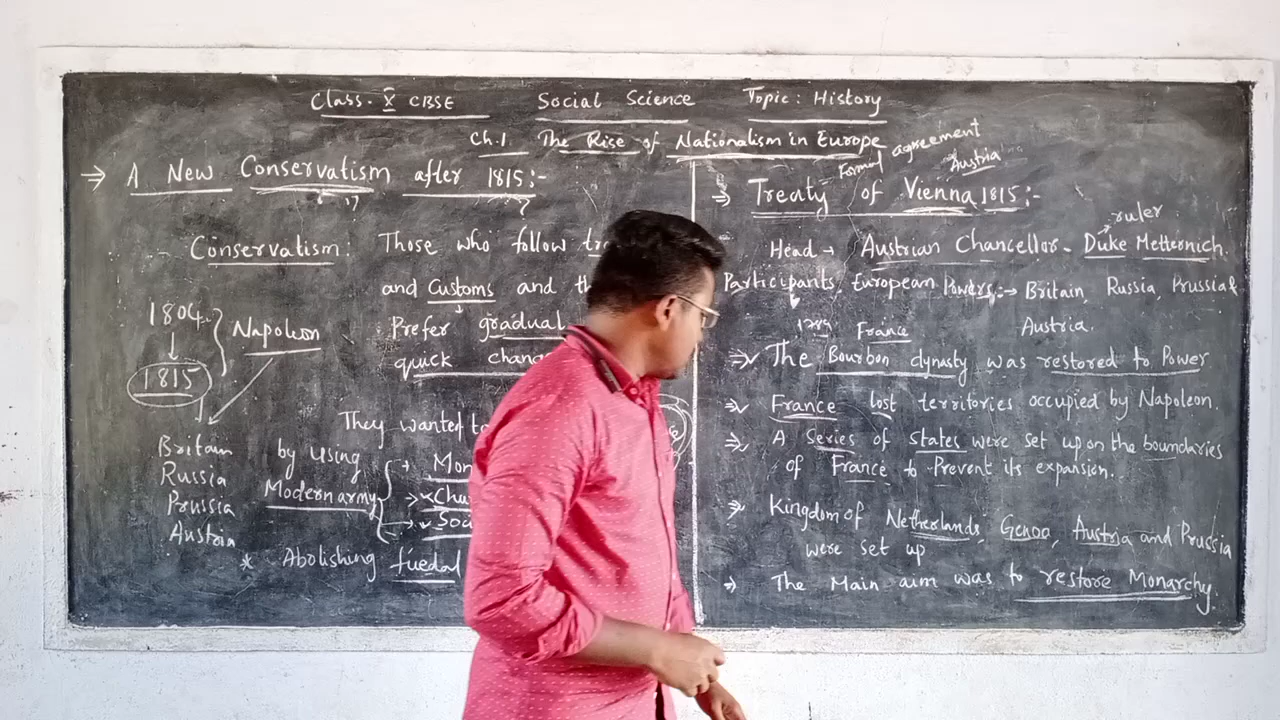 Class. X CBSE Social Science Topic: History
Ch.1 The Rise of Nationalism in Europe
A New Conservatism after 1815:-
Conservatism: Those who follow
and Customs and
1804
Napoleon
1815
Prefer gradual
quick
They wanted to
Britain
Russia
Prussia
Austria
by using
Modern army
* Abolishing fuedal
Formal agreement
Austria
Treaty of Vienna 1815:-
ruler
Head → Austrian Chancellor - Duke Metternich.
Participants, European Powers:→ Britain, Russia, Prussia
Austria.
1789 France
The Bourbon dynasty was restored to Power
France lost territories occupied by Napoleon.
A Series of states were set up on the boundaries
of France to Prevent its expansion.
Kingdom of Netherlands, Genoa, Austria and Prussia
were set up
The Main aim was to restore Monarchy.